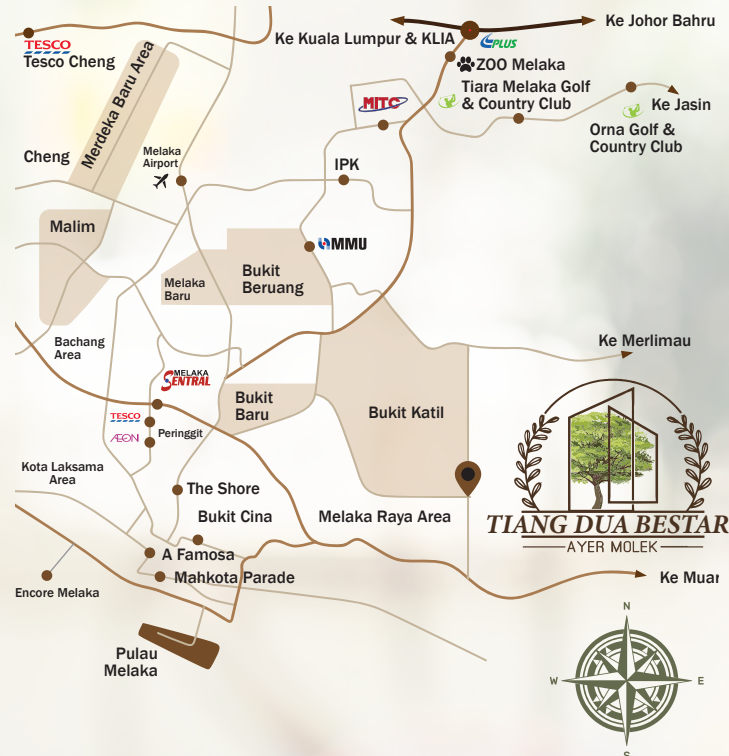 Ke Johor Bahru
Ke Kuala Lumpur & KLIA
PLUS
TESCO
Tesco Cheng
ZOO Melaka
Tiara Melaka Golf
& Country Club
Ke Jasin
MITC
Orna Golf &
Country Club
Merdeka Baru Area
Cheng
Melaka
Airport
IPK
Malim
MMU
Bukit
Beruang
Melaka
Baru
Bachang
Area
Ke Merlimau
MELAKA
SENTRAL
Bukit
Baru
Bukit Katil
TESCO
AEON
Peringgit
Kota Laksama
Area
The Shore
Bukit Cina
Melaka Raya Area
TIANG DUA BESTAR
AYER MOLEK
A Famosa
Mahkota Parade
Encore Melaka
Ke Muar
Pulau
Melaka
N
W
E
S